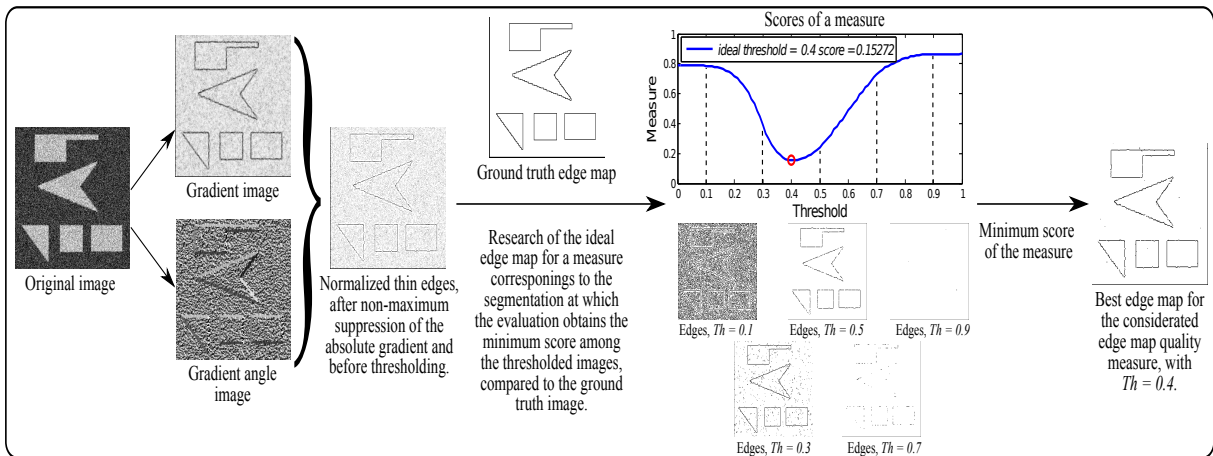 Original image
Gradient image
Gradient angle
image
Normalized thin edges,
after non-maximum
suppression of the
absolute gradient and
before thresholding.
Ground truth edge map
Research of the ideal
edge map for a measure
corresponings to the
segmentation at which
the evaluation obtains the
minimum score among
the thresholded images,
compared to the ground
truth image.
Scores of a measure
ideal threshold = 0.4 score =0.15272
Measure
1
0.8
0.6
0.4
0.2
0
0 0.1 0.2 0.3 0.4 0.5 0.6 0.7 0.8 0.9 1
Threshold
Edges, Th = 0.1
Edges, Th = 0.5
Edges, Th = 0.9
Edges, Th = 0.3
Edges, Th = 0.7
Minimum score
of the measure
Best edge map for
the considerated
edge map quality
measure, with
Th = 0.4.